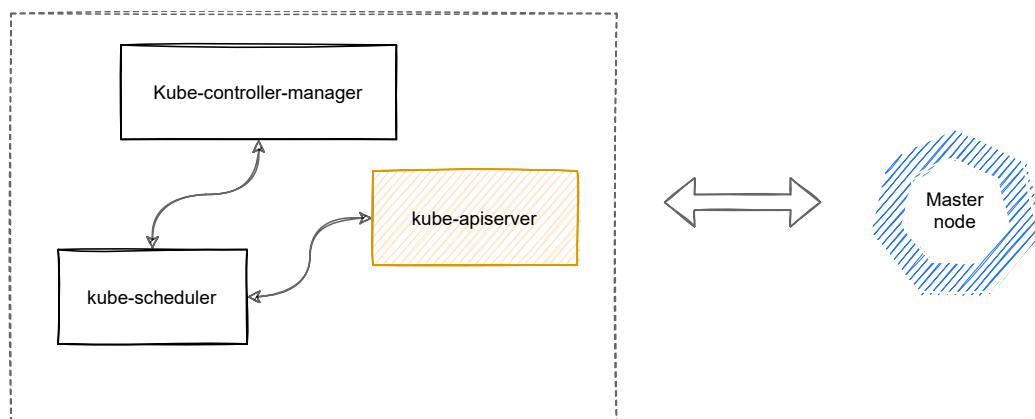 Kube-controller-manager
kube-apiserver
Master
node
kube-scheduler